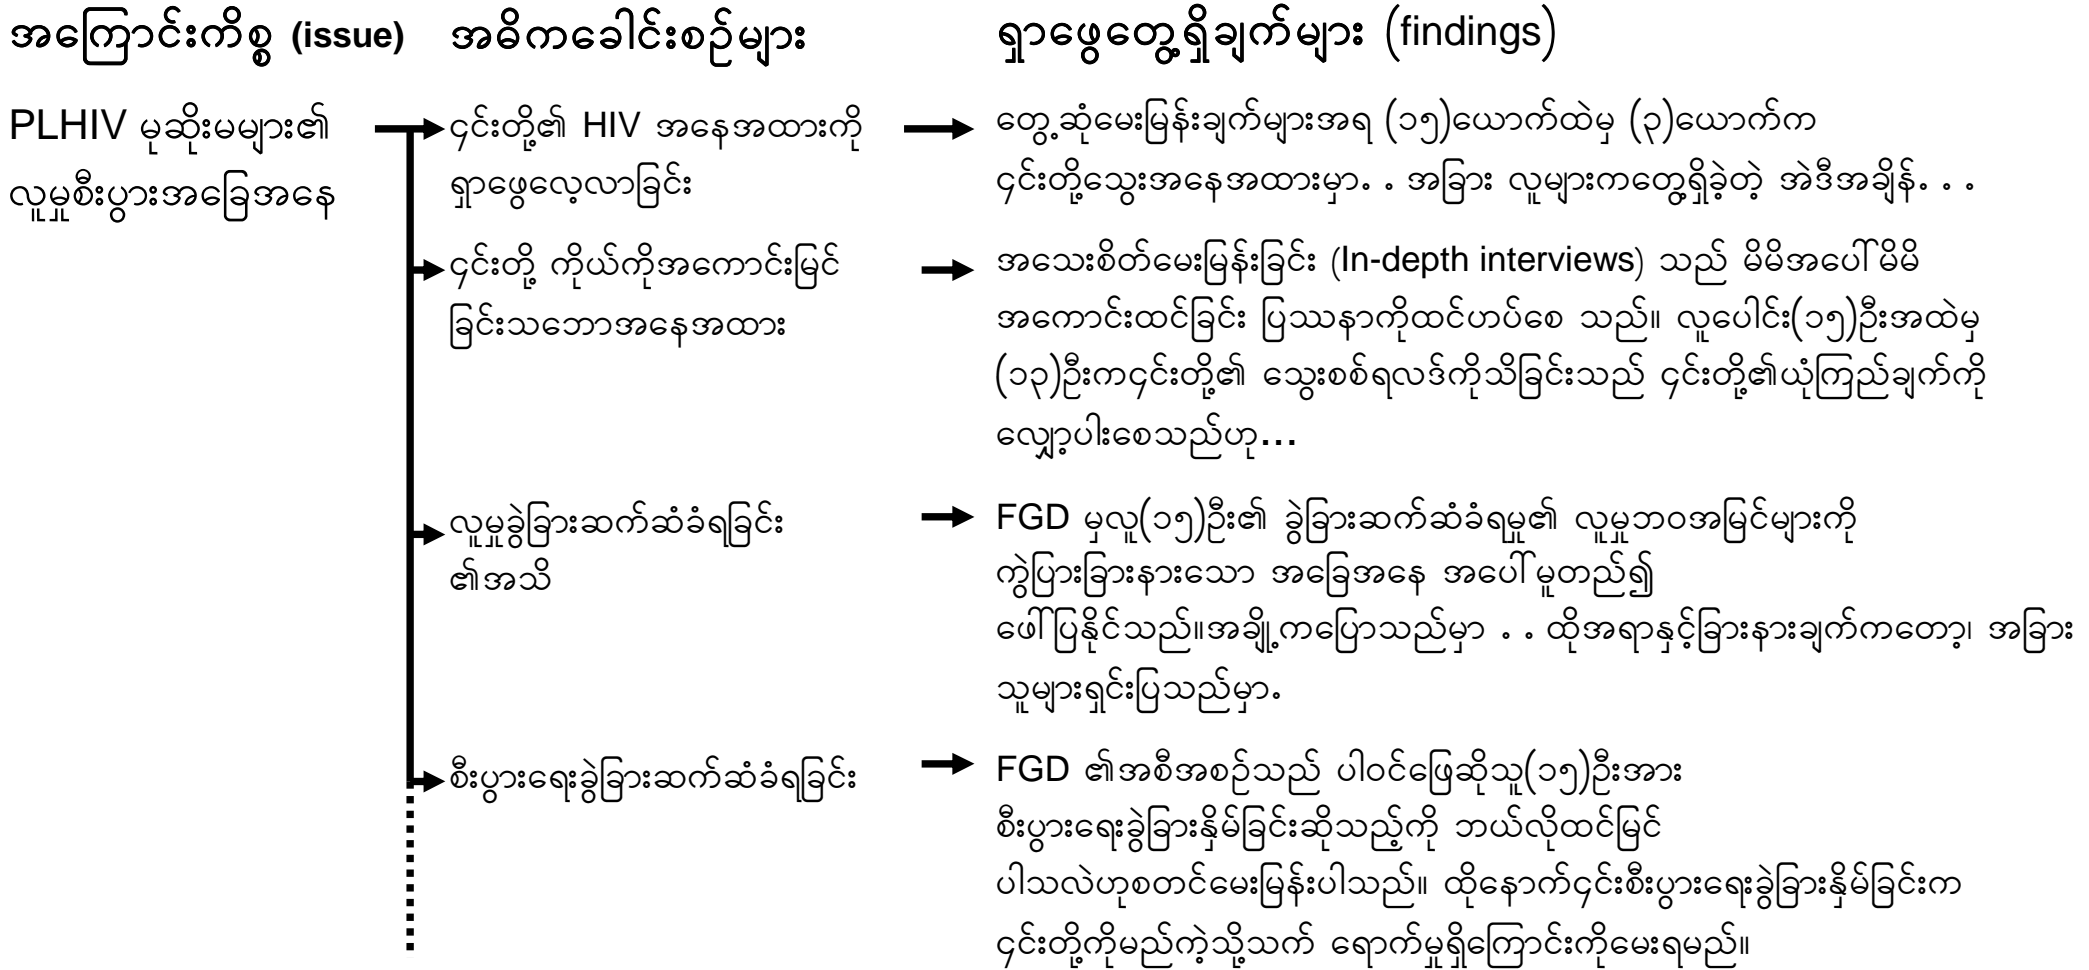 အကြောင်းကိစ္စ (issue)
အဓိကခေါင်းစဉ်များ
ရှာဖွေတွေ့ရှိချက်များ (findings)
PLHIV မုဆိုးမများ၏
လူမှုစီးပွားအခြေအနေ
၄င်းတို့၏ HIV အနေအထားကို
ရှာဖွေလေ့လာခြင်း
တွေ့ဆုံမေးမြန်းချက်များအရ (၁၅)ယောက်ထဲမှ (၃)ယောက်က
၄င်းတို့သွေးအနေအထားမှာ. . အခြား လူများကတွေ့ရှိခဲ့တဲ့ အဲဒီအချိန်. . .
၄င်းတို့ ကိုယ်ကိုအကောင်းမြင်
ခြင်းသဘောအနေအထား
အသေးစိတ်မေးမြန်းခြင်း (In-depth interviews) သည် မိမိအပေါ်မိမိ
အကောင်းထင်ခြင်း ပြဿနာကိုထင်ဟပ်စေ သည်။ လူပေါင်း(၁၅)ဦးအထဲမှ
(၁၃)ဦးက၄င်းတို့၏ သွေးစစ်ရလဒ်ကိုသိခြင်းသည် ၄င်းတို့၏ယုံကြည်ချက်ကို
လျှော့ပါးစေသည်ဟု...
လူမှုခွဲခြားဆက်ဆံခံရခြင်း
၏အသိ
FGD မှလူ(၁၅)ဦး၏ ခွဲခြားဆက်ဆံခံရမှု၏ လူမှုဘဝအမြင်များကို
ကွဲပြားခြားနားသော အခြေအနေ အပေါ်မူတည်၍
ဖေါ်ပြနိုင်သည်။အချို့ကပြောသည်မှာ . . ထိုအရာနှင့်ခြားနားချက်ကတော့၊ အခြား
သူများရှင်းပြသည်မှာ.
စီးပွားရေးခွဲခြားဆက်ဆံခံရခြင်း
FGD ၏အစီအစဉ်သည် ပါဝင်ဖြေဆိုသူ(၁၅)ဦးအား
စီးပွားရေးခွဲခြားနှိမ်ခြင်းဆိုသည့်ကို ဘယ်လိုထင်မြင်
ပါသလဲဟုစတင်မေးမြန်းပါသည်။ ထိုနောက်၄င်းစီးပွားရေးခွဲခြားနှိမ်ခြင်းက
၄င်းတို့ကိုမည်ကဲ့သို့သက် ရောက်မှုရှိကြောင်းကိုမေးရမည်။